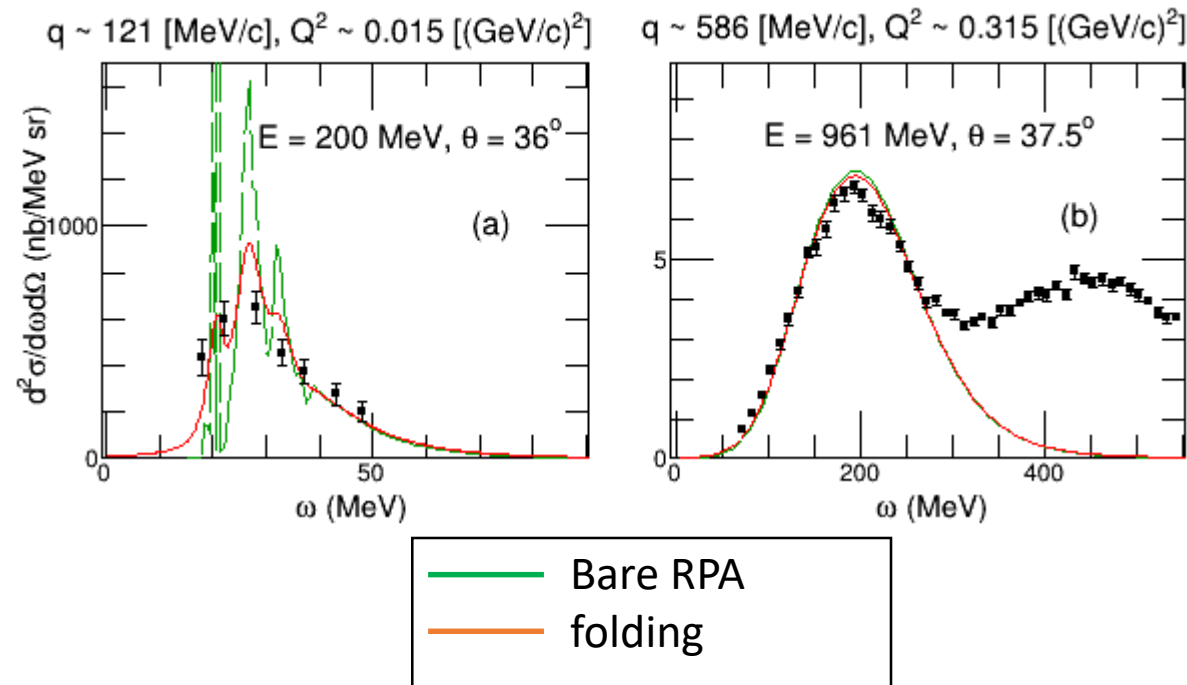 q ~ 121 [MeV/c], Q² ~ 0.015 [(GeV/c)²]
q ~ 586 [MeV/c], Q² ~ 0.315 [(GeV/c)²]
d²σ/dωdΩ (nb/MeV sr)
E = 200 MeV, θ = 36°
(a)
1000
0
0
50
ω (MeV)
E = 961 MeV, θ = 37.5°
(b)
5
0
0
200
400
ω (MeV)
Bare RPA
folding